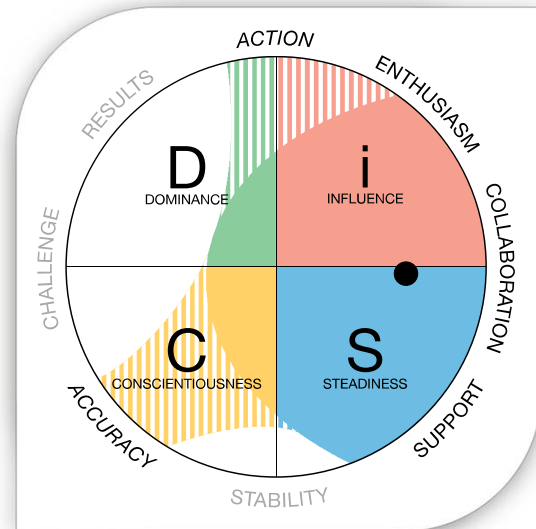 ACTION
ENTHUSIASM
COLLABORATION
SUPPORT
STABILITY
ACCURACY
CHALLENGE
RESULTS
D
DOMINANCE
i
INFLUENCE
C
CONSCIENTIOUSNESS
S
STEADINESS